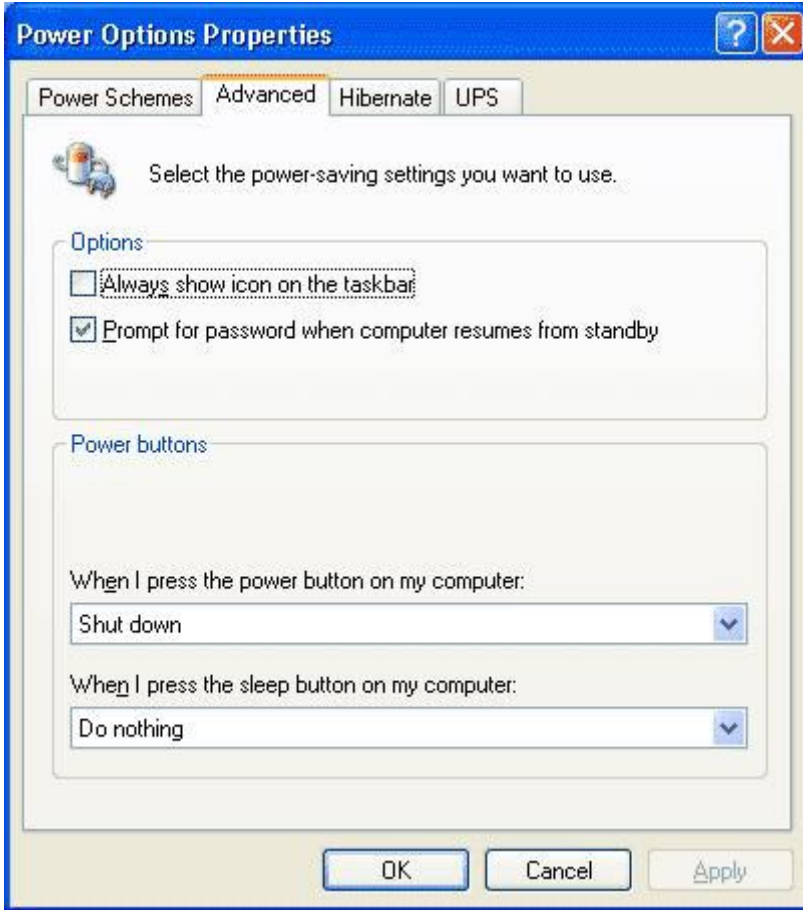 Power Options Properties
?
Power Schemes Advanced Hibernate UPS
Select the power-saving settings you want to use.
Options
Always show icon on the taskbar
Prompt for password when computer resumes from standby
Power buttons
When I press the power button on my computer:
Shut down
When I press the sleep button on my computer:
Do nothing
OK Cancel Apply